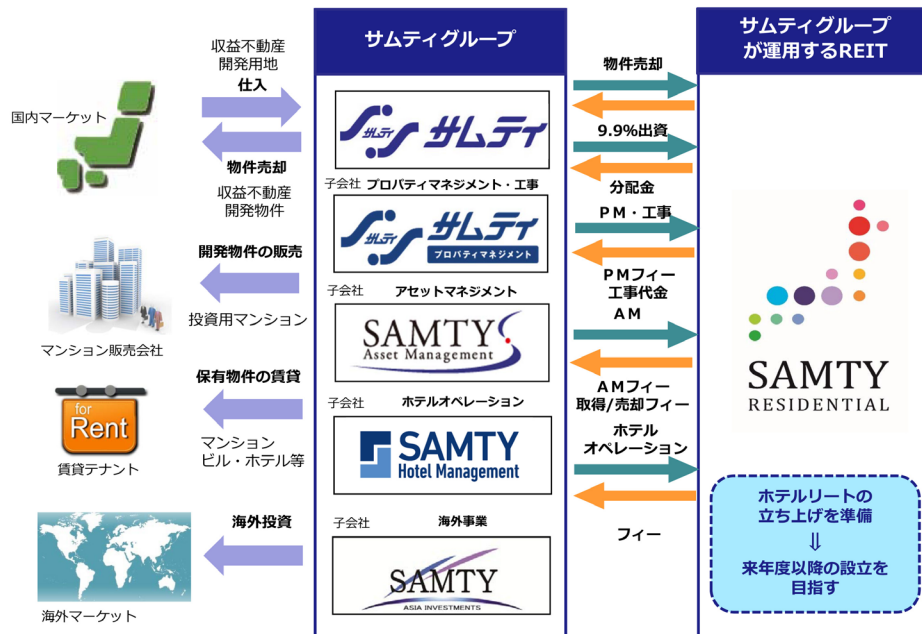 収益不動産
開発用地
仕入
国内マーケット
物件売却
収益不動産
開発物件
開発物件の販売
投資用マンション
マンション販売会社
保有物件の賃貸
for
Rent
マンション
ビル・ホテル等
賃貸テナント
海外投資
海外マーケット
サムティグループ
サムティ サムティ
子会社 プロパティマネジメント・工事
サムティ サムティ
プロパティマネジメント
子会社 アセットマネジメント
SAMTY
Asset Management
子会社 ホテルオペレーション
SAMTY
Hotel Management
子会社 海外事業
SAMTY
ASIA INVESTMENTS
物件売却
9.9%出資
分配金
ＰＭ・工事
ＰＭフィー
工事代金
ＡＭ
ＡＭフィー
取得/売却フィー
ホテル
オペレーション
フィー
サムティグループ
が運用するREIT
SAMTY
RESIDENTIAL
ホテルリートの
立ち上げを準備
⇓
来年度以降の設立を
目指す